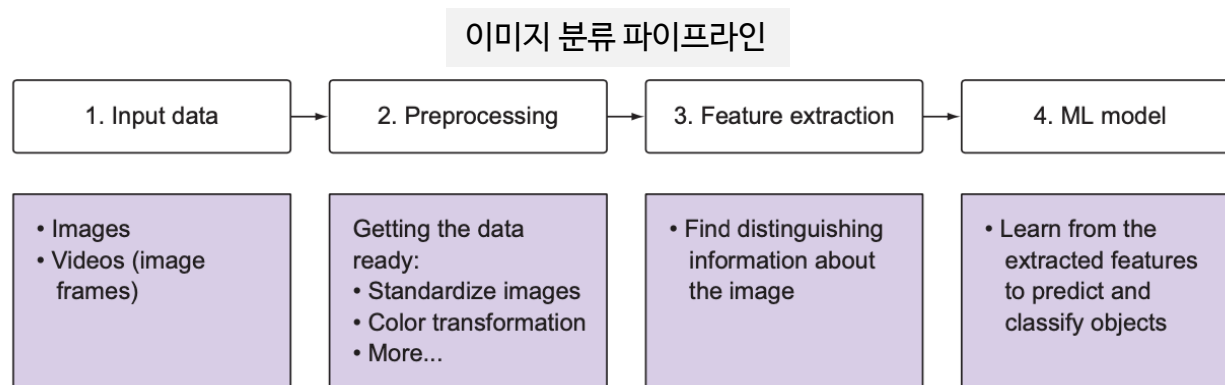 이미지 분류 파이프라인
1. Input data
2. Preprocessing
3. Feature extraction
4. ML model
• Images
• Videos (image
frames)
Getting the data
ready:
• Standardize images
• Color transformation
• More...
• Find distinguishing
information about
the image
• Learn from the
extracted features
to predict and
classify objects